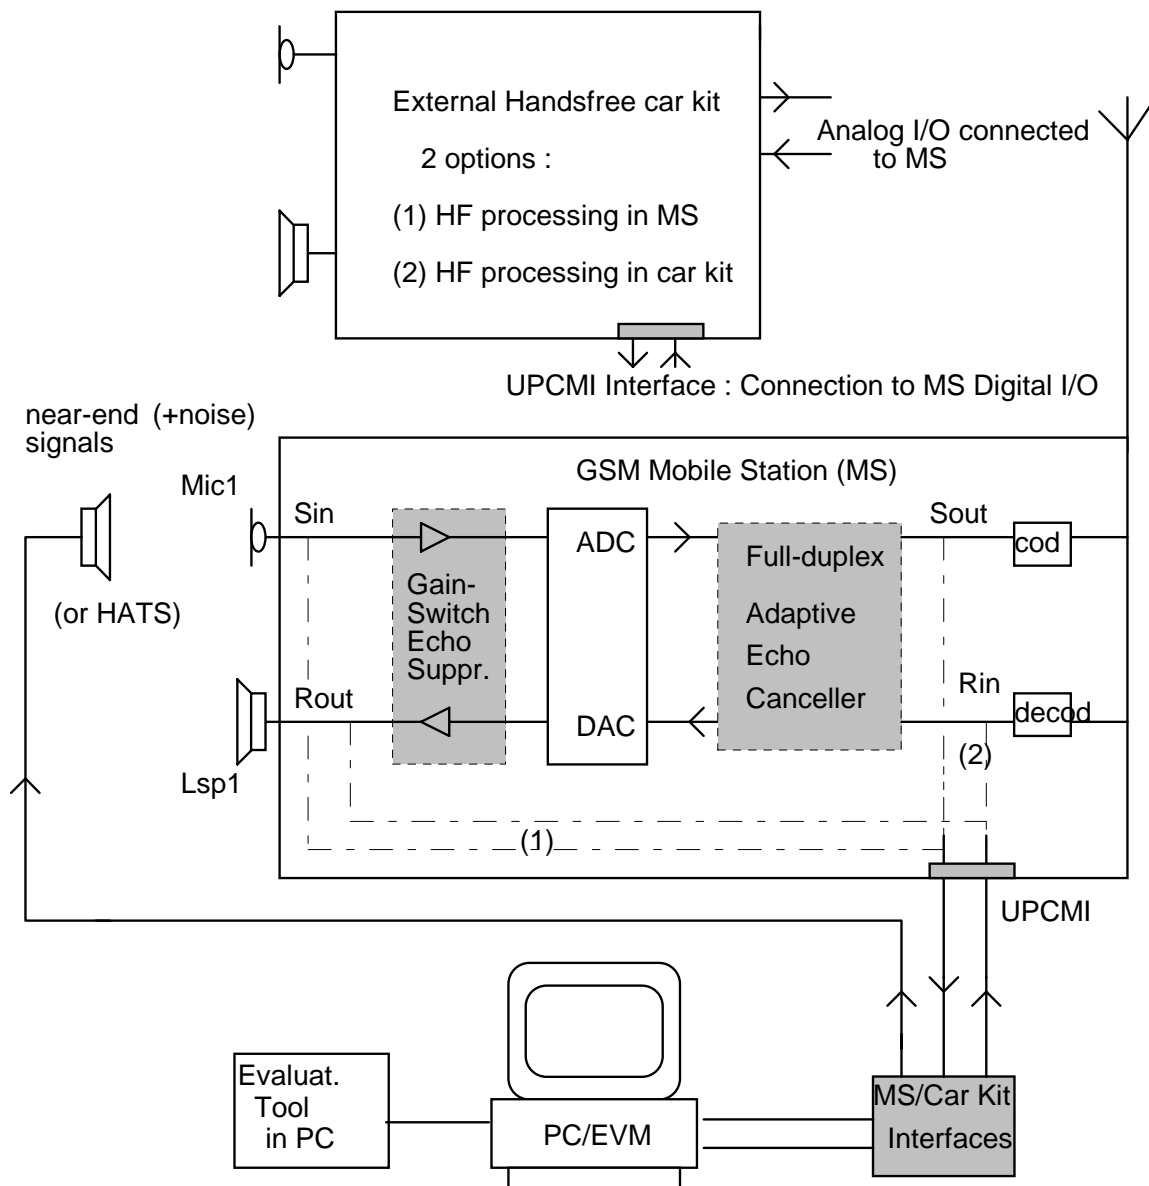 External Handsfree car kit
2 options :
(1) HF processing in MS
(2) HF processing in car kit
Analog I/O connected
to MS
UPCMI Interface : Connection to MS Digital I/O
near-end (+noise)
signals
(or HATS)
GSM Mobile Station (MS)
Mic1
Sin
Gain-
Switch
Echo
Suppr.
ADC
DAC
Full-duplex
Adaptive
Echo
Canceller
Sout
cod
Rout
Lsp1
Rin
decod
(2)
(1)
UPCMI
Evaluat.
Tool
in PC
PC/EVM
MS/Car Kit
Interfaces